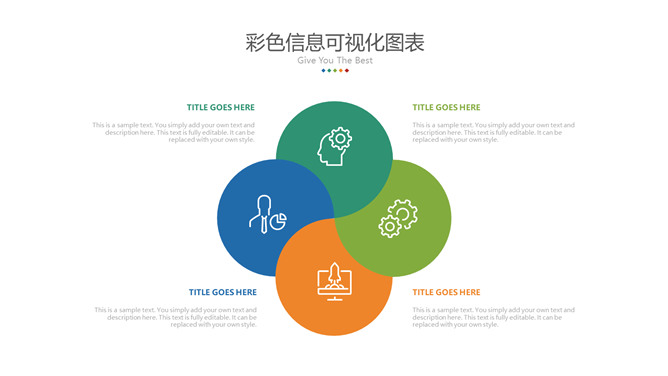 彩色信息可视化图表
Give You The Best
TITLE GOES HERE
This is a sample text. You simply add your own text and
description here. This text is fully editable. It can be
replaced with your own style.
TITLE GOES HERE
This is a sample text. You simply add your own text and
description here. This text is fully editable. It can be
replaced with your own style.
TITLE GOES HERE
This is a sample text. You simply add your own text and
description here. This text is fully editable. It can be
replaced with your own style.
TITLE GOES HERE
This is a sample text. You simply add your own text and
description here. This text is fully editable. It can be
replaced with your own style.